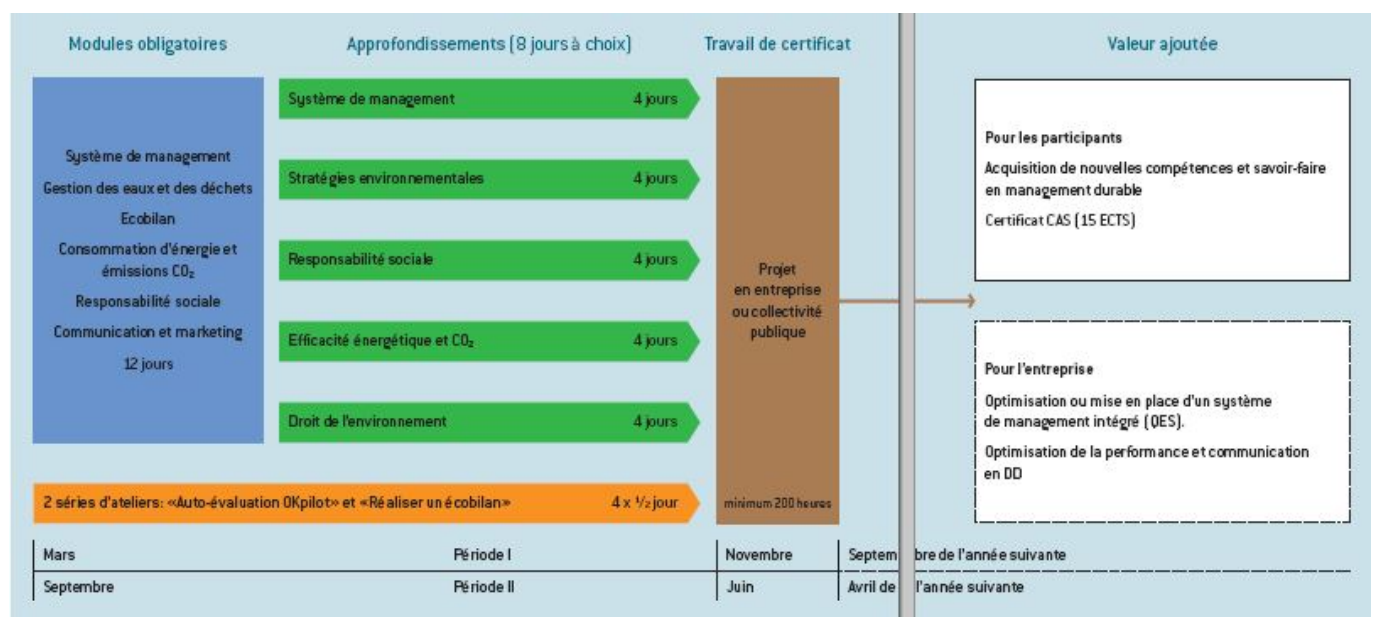 Modules obligatoires
Approfondissements (8 jours à choix)
Travail de certificat
Valeur ajoutée
Système de management
Gestion des eaux et des déchets
Ecobilan
Consommation d'énergie et
émissions CO₂
Responsabilité sociale
Communication et marketing
12 jours
Système de management 4 jours
Stratégies environnementales 4 jours
Responsabilité sociale 4 jours
Efficacité énergétique et CO₂ 4 jours
Droit de l'environnement 4 jours
2 séries d'ateliers: «Auto-évaluation OKpilot» et «Réaliser un écobilan» 4 x ½ jour
Projet
en entreprise
ou collectivité
publique
minimum 200 heures
Pour les participants
Acquisition de nouvelles compétences et savoir-faire
en management durable
Certificat CAS (15 ECTS)
Pour l'entreprise
Optimisation ou mise en place d'un système
de management intégré (QES).
Optimisation de la performance et communication
en DD
Mars Période I Novembre Septembre de l'année suivante
Septembre Période II Juin Avril de l'année suivante